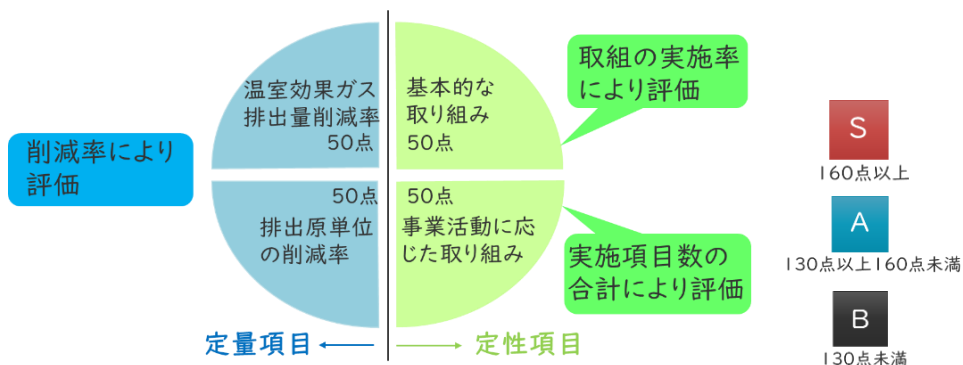 削減率により
評価
温室効果ガス
排出量削減率
50点
50点
排出原単位
の削減率
定量項目
基本的な
取り組み
50点
50点
事業活動に応
じた取り組み
定性項目
取組の実施率
により評価
実施項目数の
合計により評価
S
160点以上
A
130点以上160点未満
B
130点未満